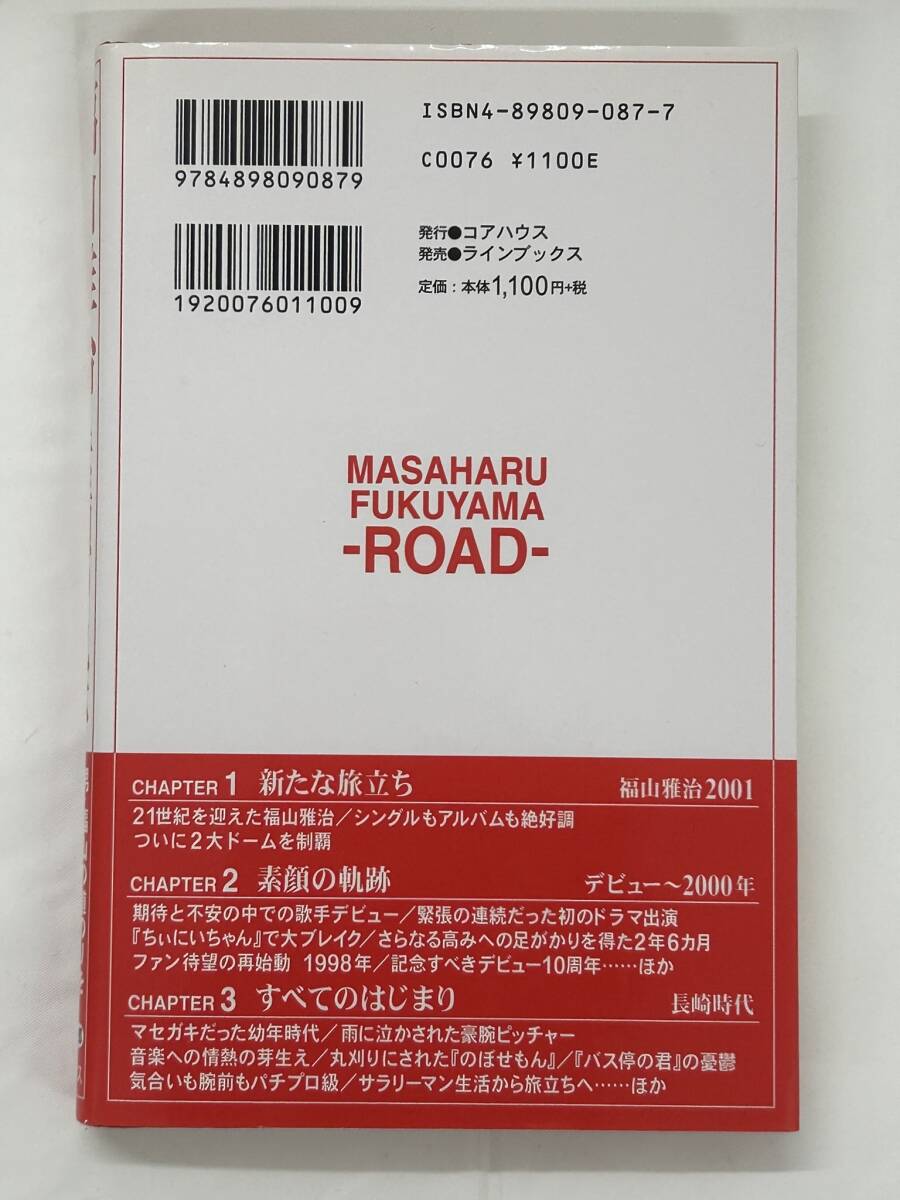 ISBN4-89809-087-7
9784898090879
C0076 ¥1100E
1920076011009
発行●コアハウス
発売●ラインブックス
定価：本体1,100円+税
MASAHARU
FUKUYAMA
-ROAD-
CHAPTER 1 新たな旅立ち 福山雅治2001
21世紀を迎えた福山雅治／シングルもアルバムも絶好調
ついに2大ドームを制覇
CHAPTER 2 素顔の軌跡 デビュー〜2000年
期待と不安の中での歌手デビュー／緊張の連続だった初のドラマ出演
『ちぃにいちゃん』で大ブレイク／さらなる高みへの足がかりを得た2年6カ月
ファン待望の再始動 1998年／記念すべきデビュー10周年……ほか
CHAPTER 3 すべてのはじまり 長崎時代
マセガキだった幼年時代／雨に泣かされた豪腕ピッチャー
音楽への情熱の芽生え／丸刈りにされた『のぼせもん』／『バス停の君』の憂鬱
気合いも腕前もパチプロ級／サラリーマン生活から旅立ちへ……ほか